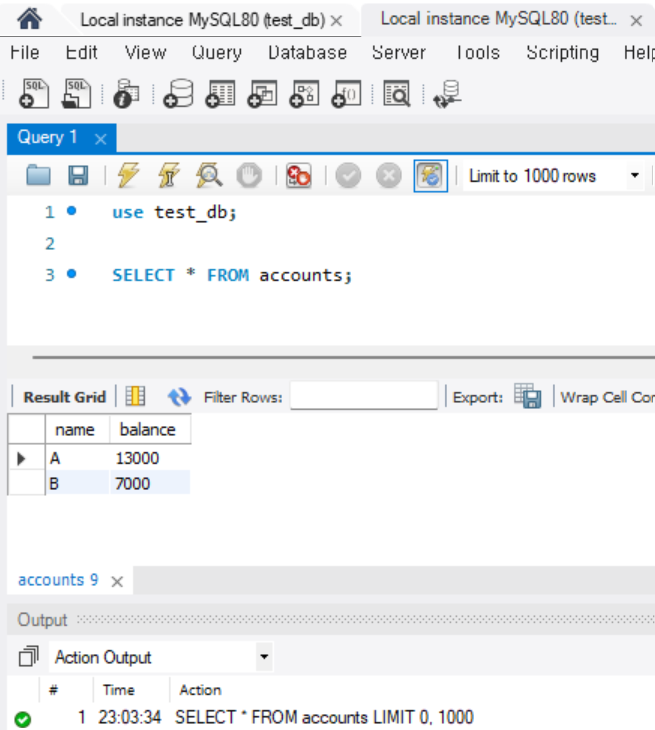 Local instance MySQL80 (test_db) × Local instance MySQL80 (test... ×
File Edit View Query Database Server Tools Scripting Help
Query 1 ×
Limit to 1000 rows
1 use test_db;
2
3 SELECT * FROM accounts;
Result Grid Filter Rows: Export: Wrap Cell Con
name balance
A 13000
B 7000
accounts 9 ×
Output
Action Output
# Time Action
1 23:03:34 SELECT * FROM accounts LIMIT 0, 1000